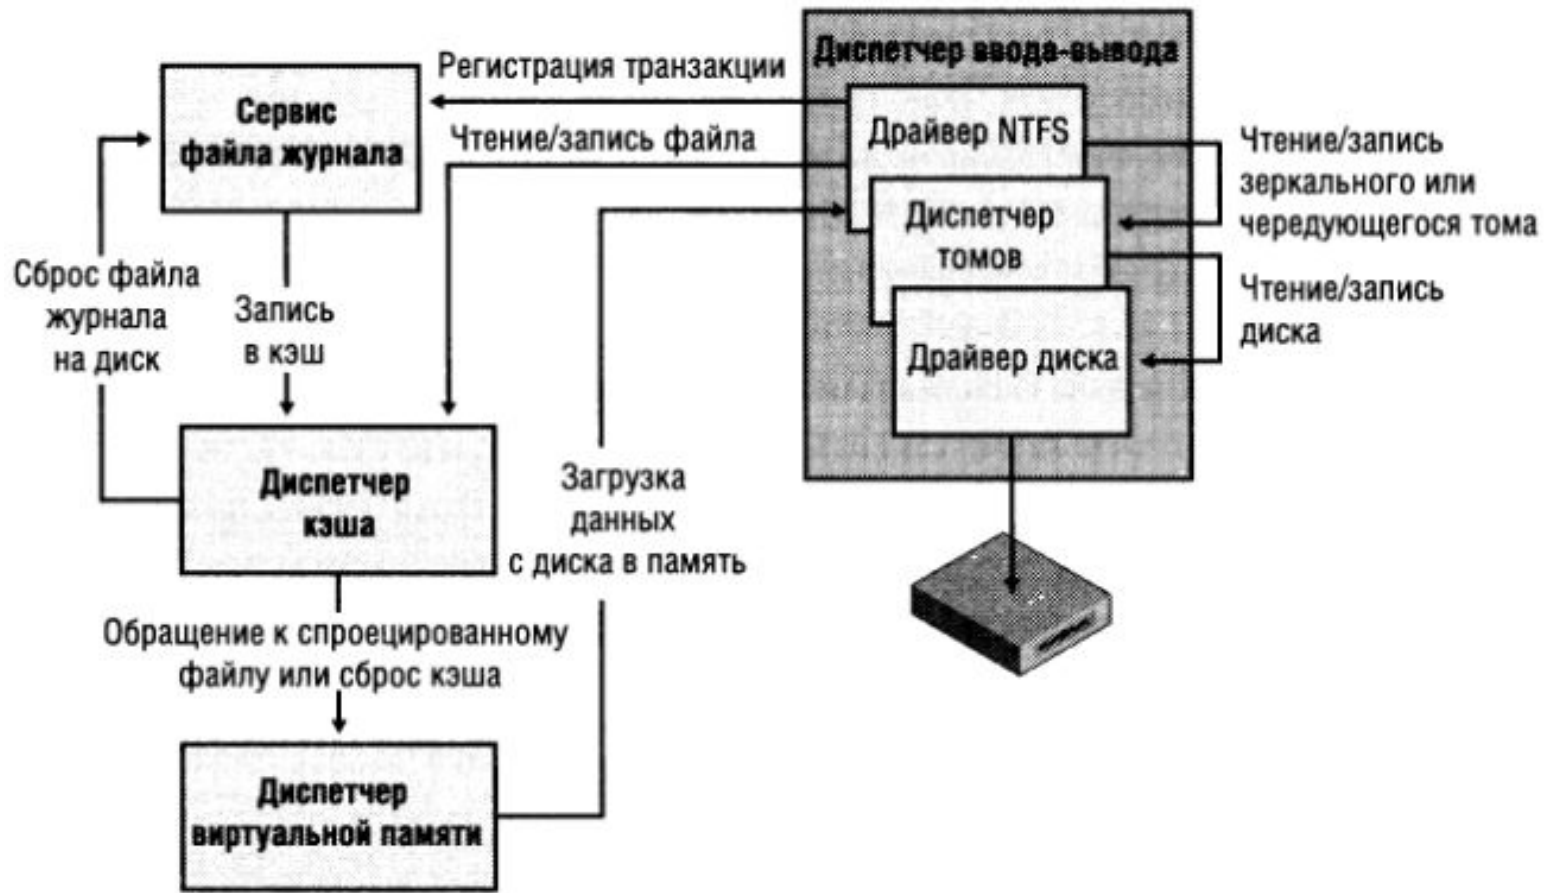 Диспетчер ввода-вывода
Регистрация транзакции
Сервис
файла журнала
Чтение/запись файла
Драйвер NTFS
Чтение/запись
зеркального или
чередующегося тома
Диспетчер
томов
Сброс файла
журнала
на диск
Запись
в кэш
Чтение/запись
диска
Драйвер диска
Диспетчер
кэша
Загрузка
данных
с диска в память
Обращение к спроецированному
файлу или сброс кэша
Диспетчер
виртуальной памяти